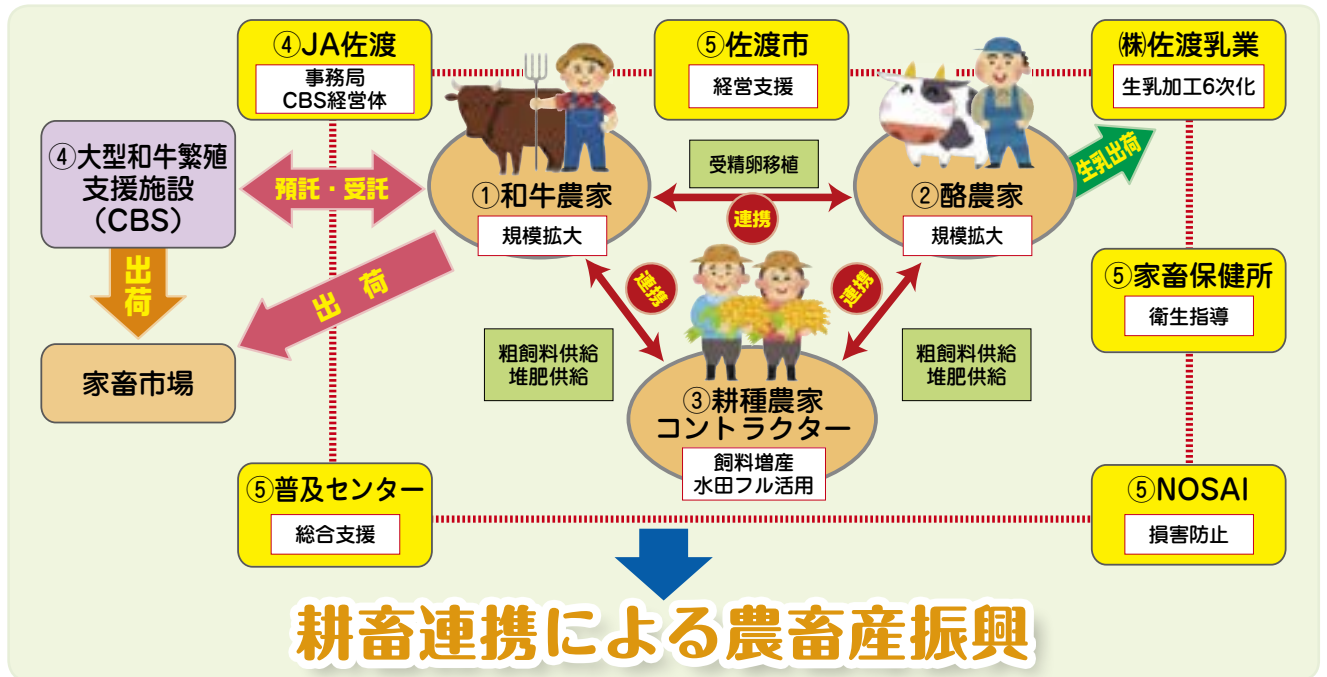 ④JA佐渡
事務局
CBS経営体
⑤佐渡市
経営支援
㈱佐渡乳業
生乳加工6次化
④大型和牛繁殖
支援施設
(CBS)
預託・受託
①和牛農家
規模拡大
受精卵移植
連携
②酪農家
規模拡大
生乳出荷
出荷
出荷
家畜市場
連携
連携
⑤家畜保健所
衛生指導
粗飼料供給
堆肥供給
粗飼料供給
堆肥供給
③耕種農家
コントラクター
飼料増産
水田フル活用
⑤普及センター
総合支援
⑤NOSAI
損害防止
耕畜連携による農畜産振興